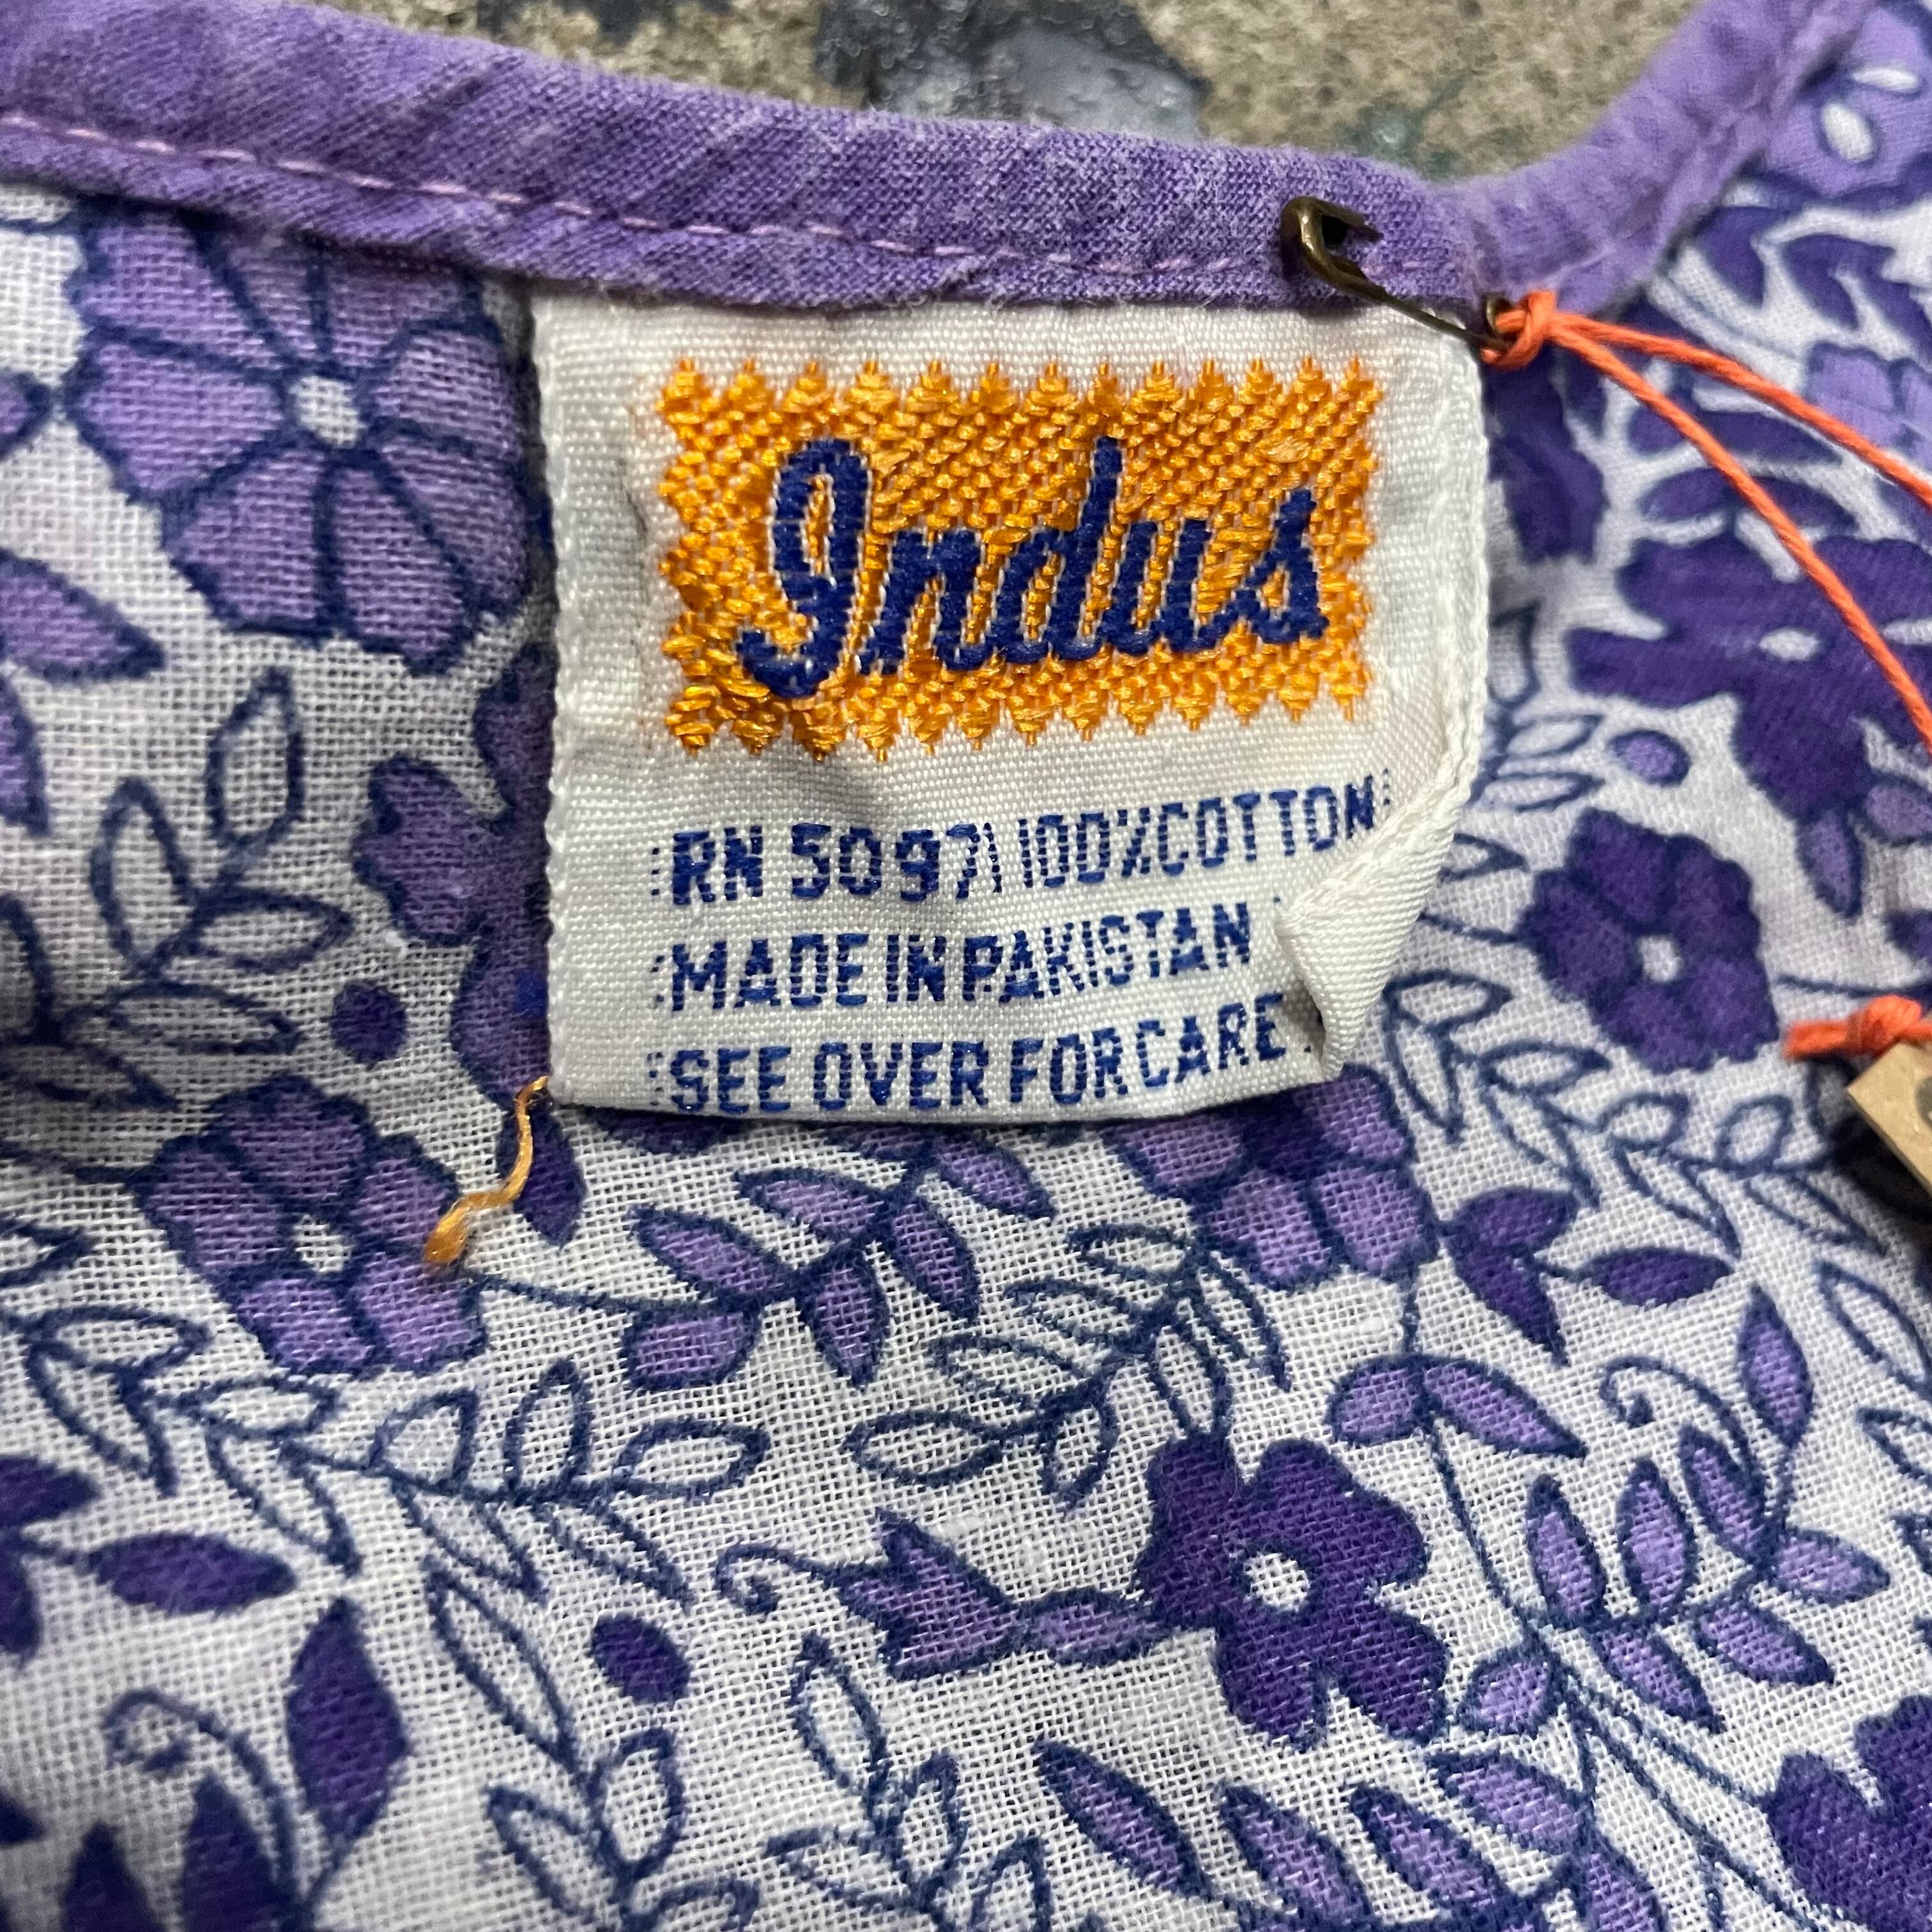 Indus
RN 50971 100%COTTON
MADE IN PAKISTAN
SEE OVER FOR CARE